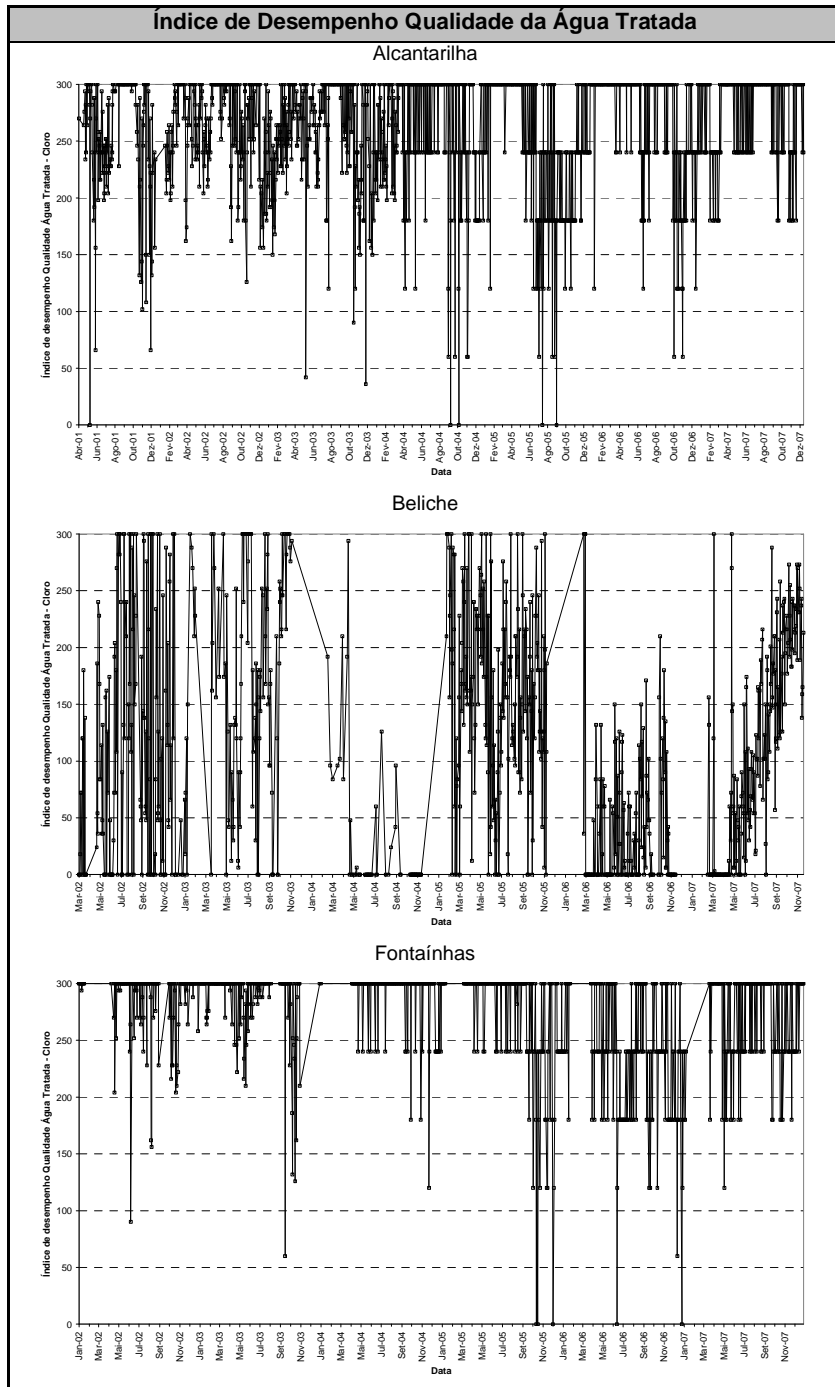 Índice de Desempenho Qualidade da Água Tratada
Alcantarilha
Índice de desempenho Qualidade Água Tratada - Cloro
300
250
200
150
100
50
0
Abr-01
Jun-01
Ago-01
Out-01
Dez-01
Fev-02
Abr-02
Jun-02
Ago-02
Out-02
Dez-02
Fev-03
Abr-03
Jun-03
Ago-03
Out-03
Dez-03
Fev-04
Abr-04
Jun-04
Ago-04
Out-04
Dez-04
Fev-05
Abr-05
Jun-05
Ago-05
Out-05
Dez-05
Fev-06
Abr-06
Jun-06
Ago-06
Out-06
Dez-06
Fev-07
Abr-07
Jun-07
Ago-07
Out-07
Dez-07
Data
Beliche
Índice de desempenho Qualidade Água Tratada - Cloro
300
250
200
150
100
50
0
Mar-02
Mai-02
Jul-02
Set-02
Nov-02
Jan-03
Mar-03
Mai-03
Jul-03
Set-03
Nov-03
Jan-04
Mar-04
Mai-04
Jul-04
Set-04
Nov-04
Jan-05
Mar-05
Mai-05
Jul-05
Set-05
Nov-05
Jan-06
Mar-06
Mai-06
Jul-06
Set-06
Nov-06
Jan-07
Mar-07
Mai-07
Jul-07
Set-07
Nov-07
Data
Fontaínhas
Índice de desempenho Qualidade Água Tratada - Cloro
300
250
200
150
100
50
0
Jan-02
Mar-02
Mai-02
Jul-02
Set-02
Nov-02
Jan-03
Mar-03
Mai-03
Jul-03
Set-03
Nov-03
Jan-04
Mar-04
Mai-04
Jul-04
Set-04
Nov-04
Jan-05
Mar-05
Mai-05
Jul-05
Set-05
Nov-05
Jan-06
Mar-06
Mai-06
Jul-06
Set-06
Nov-06
Jan-07
Mar-07
Mai-07
Jul-07
Set-07
Nov-07
Data